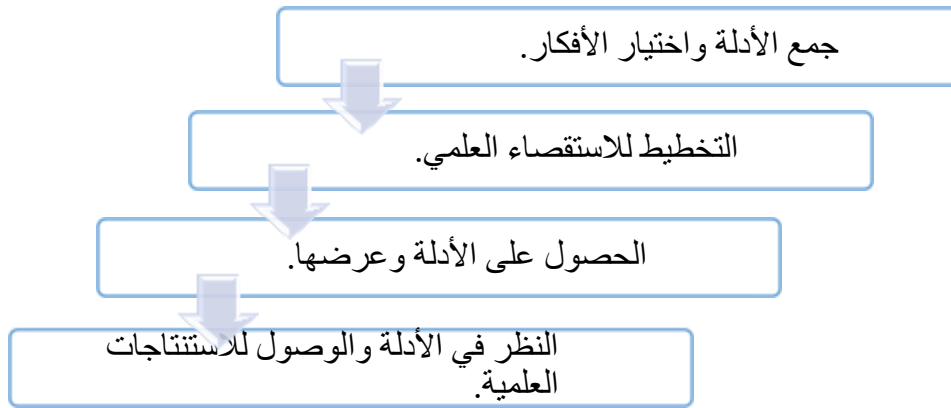 جمع الأدلة واختيار الأفكار.
التخطيط للاستقصاء العلمي.
الحصول على الأدلة وعرضها.
النظر في الأدلة والوصول للاستنتاجات
العلمية.